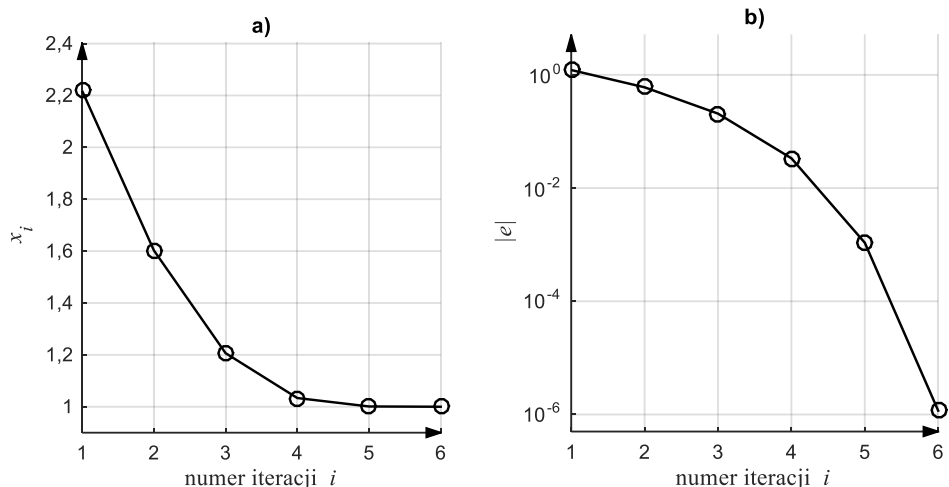 a)
2,4
2,2
2
1,8
1,6
1,4
1,2
1
x_i
1 2 3 4 5 6
numer iteracji i
b)
10^0
10^-2
10^-4
10^-6
|e|
1 2 3 4 5 6
numer iteracji i